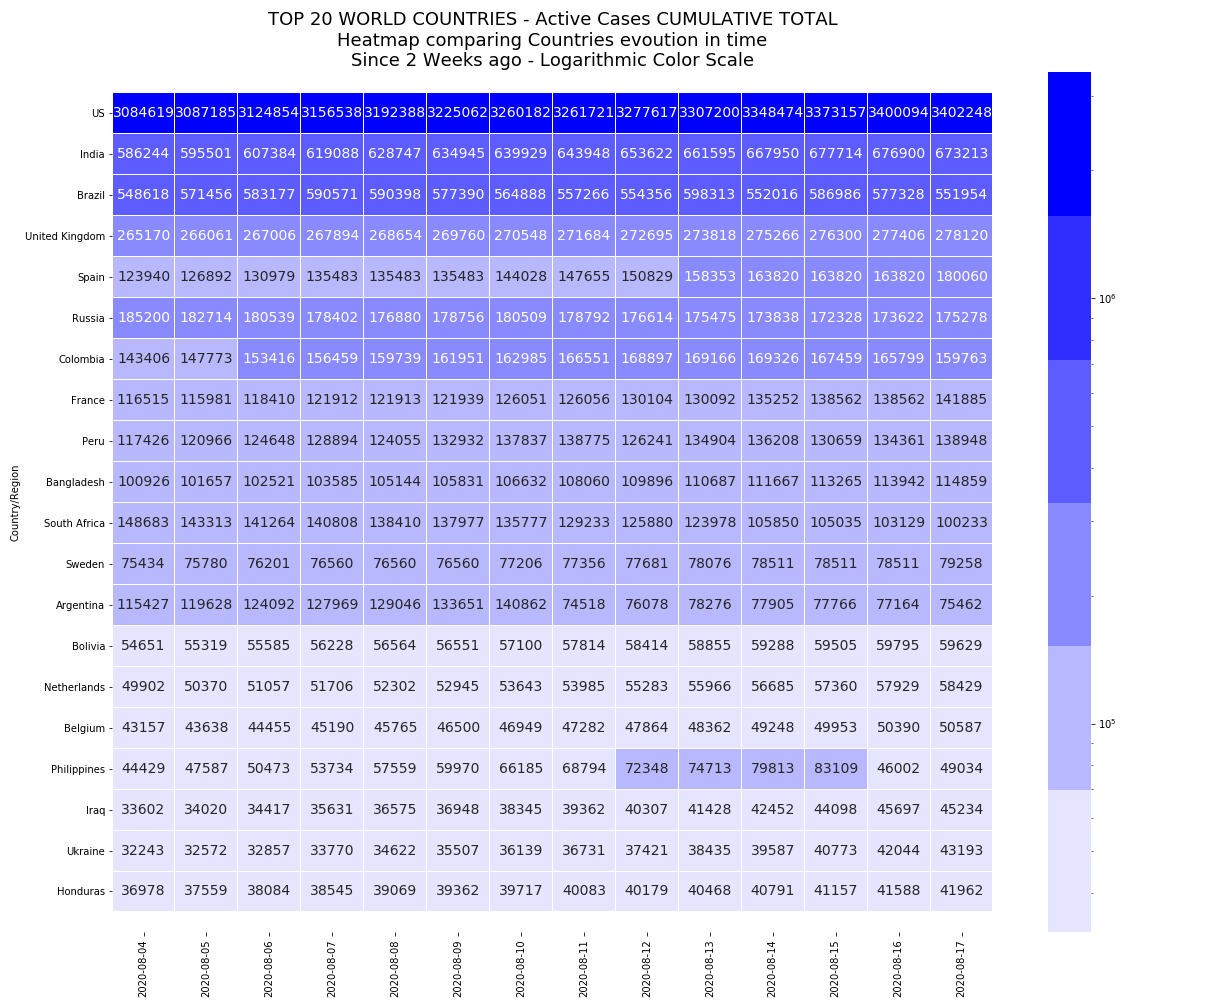 TOP 20 WORLD COUNTRIES - Active Cases CUMULATIVE TOTAL
Heatmap comparing Countries evoution in time
Since 2 Weeks ago - Logarithmic Color Scale
Country/Region
US 3084619 3087185 3124854 3156538 3192388 3225062 3260182 3261721 3277617 3307200 3348474 3373157 3400094 3402248
India 586244 595501 607384 619088 628747 634945 639929 643948 653622 661595 667950 677714 676900 673213
Brazil 548618 571456 583177 590571 590398 577390 564888 557266 554356 598313 552016 586986 577328 551954
United Kingdom 265170 266061 267006 267894 268654 269760 270548 271684 272695 273818 275266 276300 277406 278120
Spain 123940 126892 130979 135483 135483 135483 144028 147655 150829 158353 163820 163820 163820 180060
Russia 185200 182714 180539 178402 176880 178756 180509 178792 176614 175475 173838 172328 173622 175278
Colombia 143406 147773 153416 156459 159739 161951 162985 166551 168897 169166 169326 167459 165799 159763
France 116515 115981 118410 121912 121913 121939 126051 126056 130104 130092 135252 138562 138562 141885
Peru 117426 120966 124648 128894 124055 132932 137837 138775 126241 134904 136208 130659 134361 138948
Bangladesh 100926 101657 102521 103585 105144 105831 106632 108060 109896 110687 111667 113265 113942 114859
South Africa 148683 143313 141264 140808 138410 137977 135777 129233 125880 123978 105850 105035 103129 100233
Sweden 75434 75780 76201 76560 76560 76560 77206 77356 77681 78076 78511 78511 78511 79258
Argentina 115427 119628 124092 127969 129046 133651 140862 74518 76078 78276 77905 77766 77164 75462
Bolivia 54651 55319 55585 56228 56564 56551 57100 57814 58414 58855 59288 59505 59795 59629
Netherlands 49902 50370 51057 51706 52302 52945 53643 53985 55283 55966 56685 57360 57929 58429
Belgium 43157 43638 44455 45190 45765 46500 46949 47282 47864 48362 49248 49953 50390 50587
Philippines 44429 47587 50473 53734 57559 59970 66185 68794 72348 74713 79813 83109 46002 49034
Iraq 33602 34020 34417 35631 36575 36948 38345 39362 40307 41428 42452 44098 45697 45234
Ukraine 32243 32572 32857 33770 34622 35507 36139 36731 37421 38435 39587 40773 42044 43193
Honduras 36978 37559 38084 38545 39069 39362 39717 40083 40179 40468 40791 41157 41588 41962
2020-08-04 2020-08-05 2020-08-06 2020-08-07 2020-08-08 2020-08-09 2020-08-10 2020-08-11 2020-08-12 2020-08-13 2020-08-14 2020-08-15 2020-08-16 2020-08-17
10⁶
10⁵